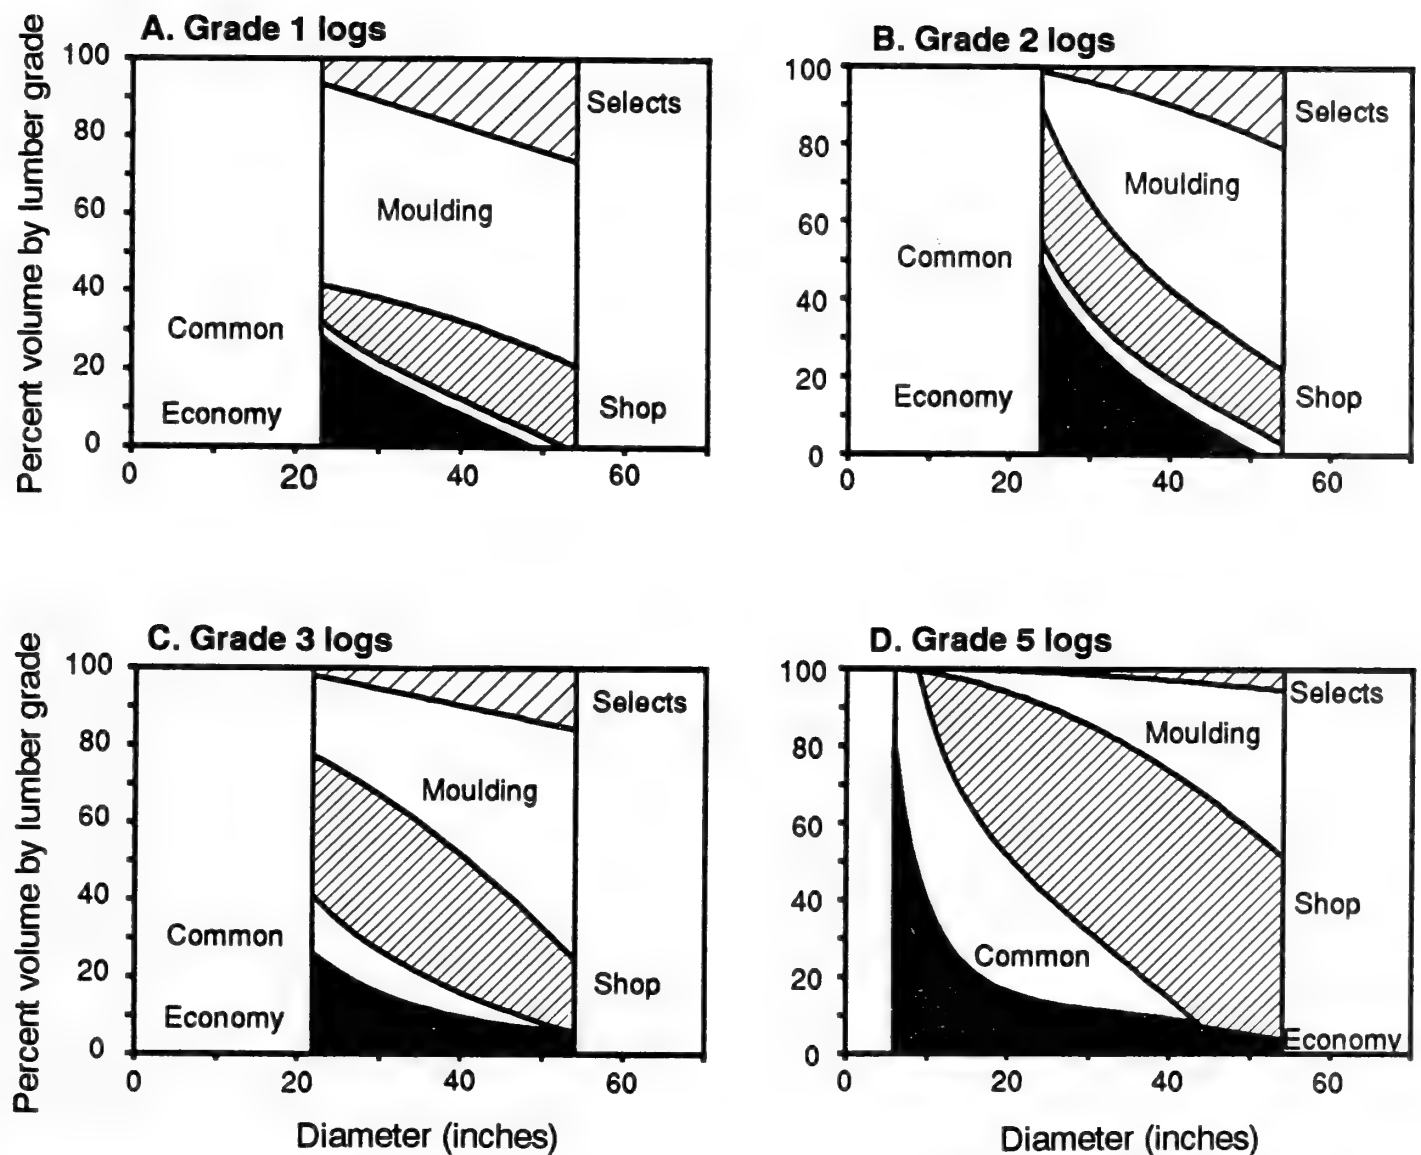 A. Grade 1 logs
Percent volume by lumber grade
100
80
60
40
20
0
Selects
Moulding
Common
Economy
Shop
0 20 40 60
B. Grade 2 logs
100
80
60
40
20
0
Selects
Moulding
Common
Economy
Shop
0 20 40 60
C. Grade 3 logs
Percent volume by lumber grade
100
80
60
40
20
0
Selects
Moulding
Common
Shop
Economy
0 20 40 60
Diameter (inches)
D. Grade 5 logs
100
80
60
40
20
0
Selects
Moulding
Shop
Common
Economy
0 20 40 60
Diameter (inches)